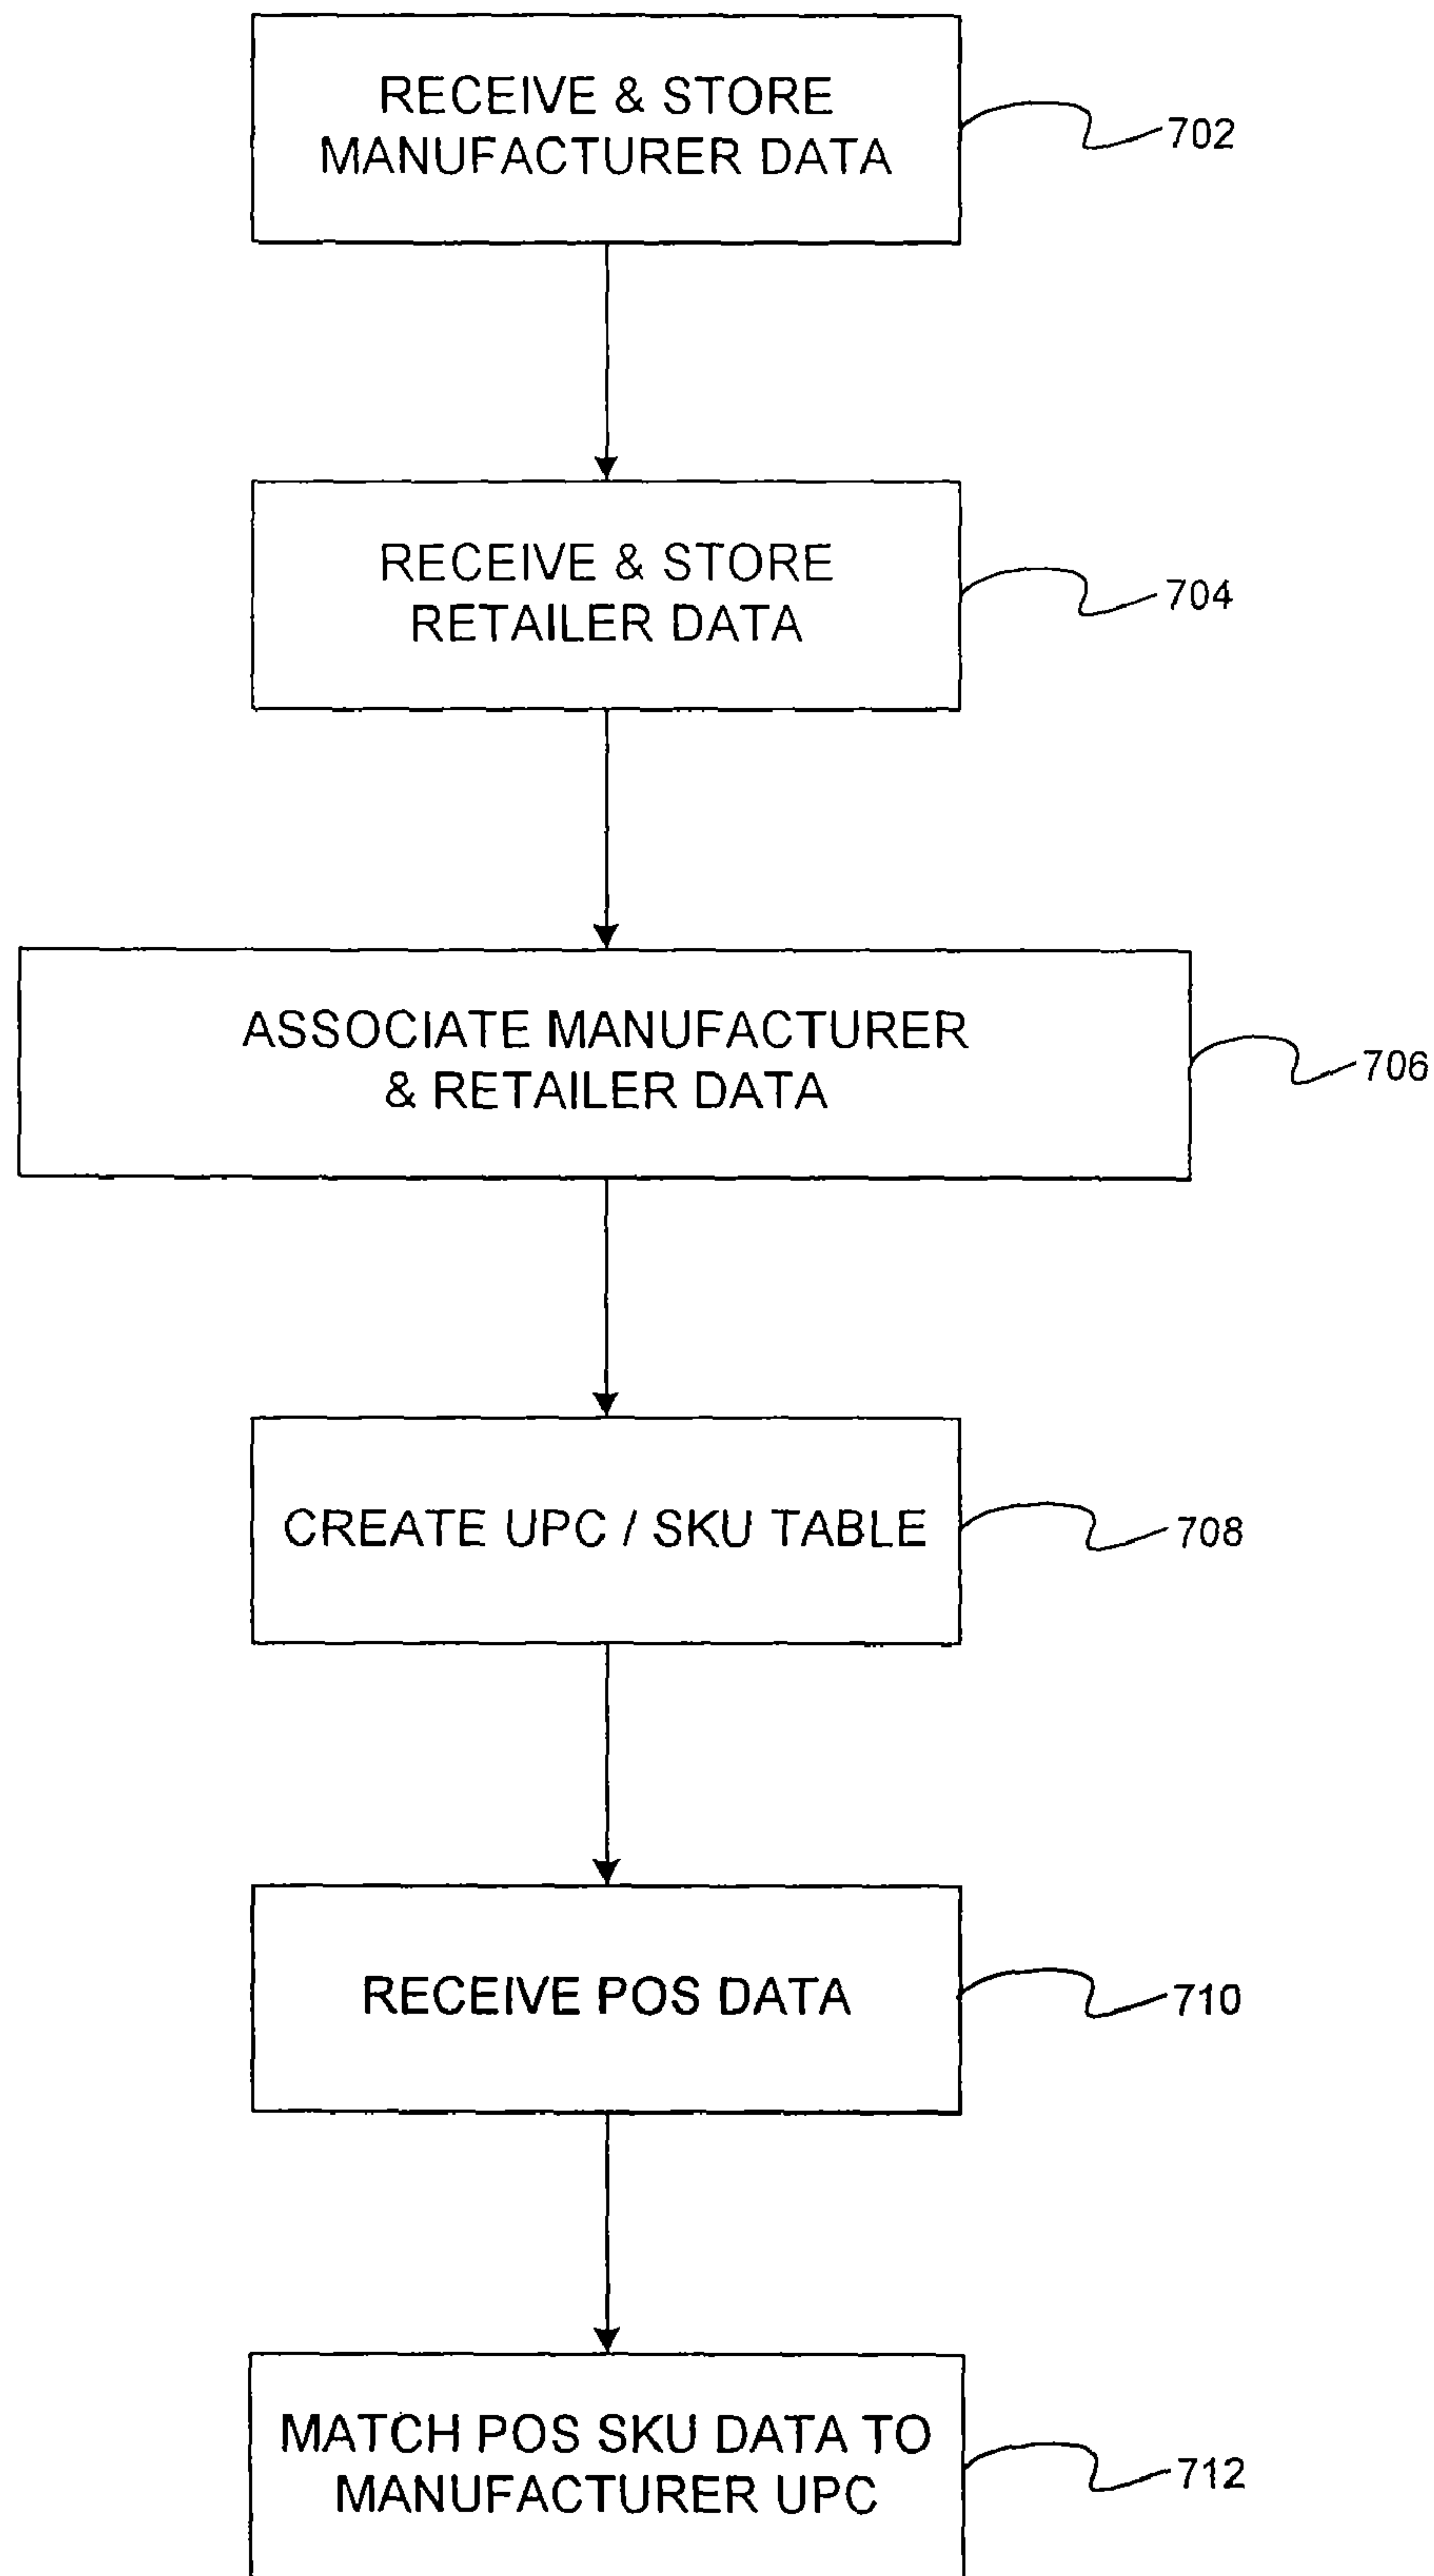 RECEIVE & STORE
MANUFACTURER DATA
702
RECEIVE & STORE
RETAILER DATA
704
ASSOCIATE MANUFACTURER
& RETAILER DATA
706
CREATE UPC / SKU TABLE
708
RECEIVE POS DATA
710
MATCH POS SKU DATA TO
MANUFACTURER UPC
712